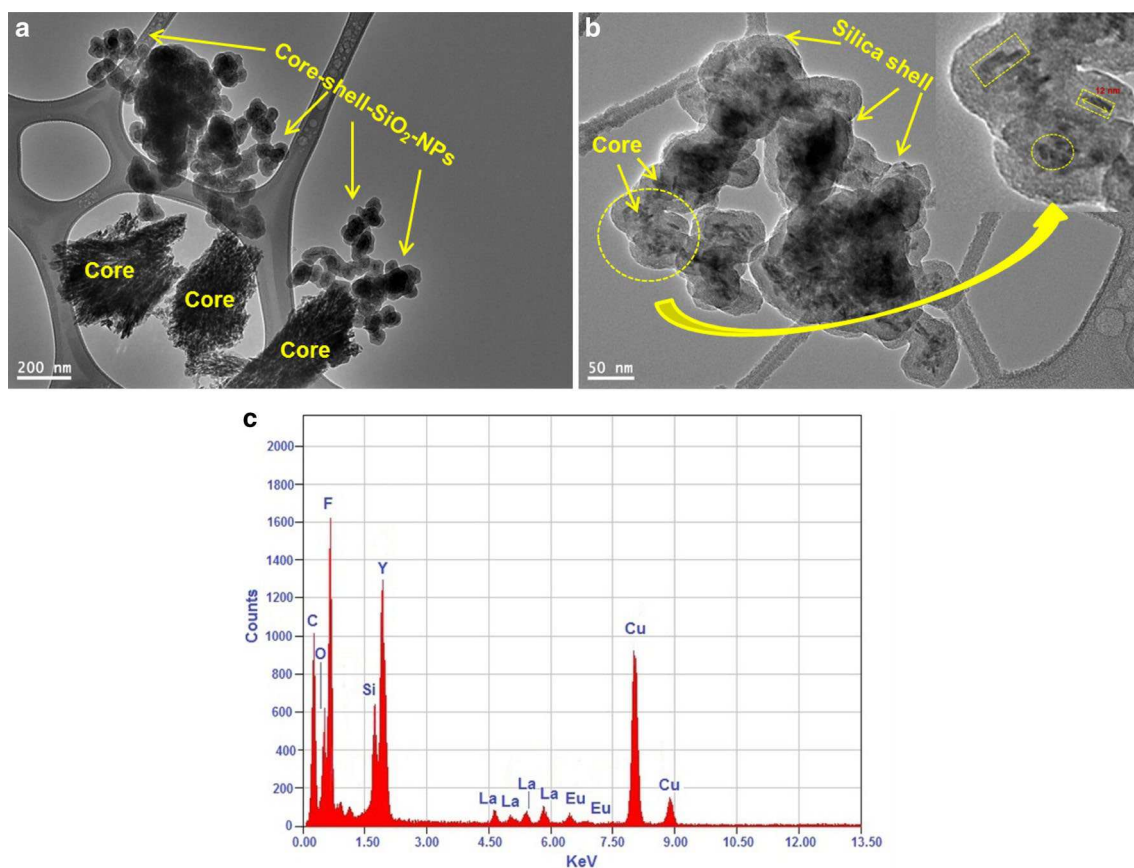 a
Core-shell-SiO₂-NPs
Core
Core
Core
200 nm
b
Silica shell
Core
12 nm
50 nm
c
2000
1800
1600
1400
1200
1000
800
600
400
200
0
Counts
F
Y
C
O
Si
Cu
La
La
La
La
Eu
Eu
Cu
0.00 1.50 3.00 4.50 6.00 7.50 9.00 10.50 12.00 13.50
KeV